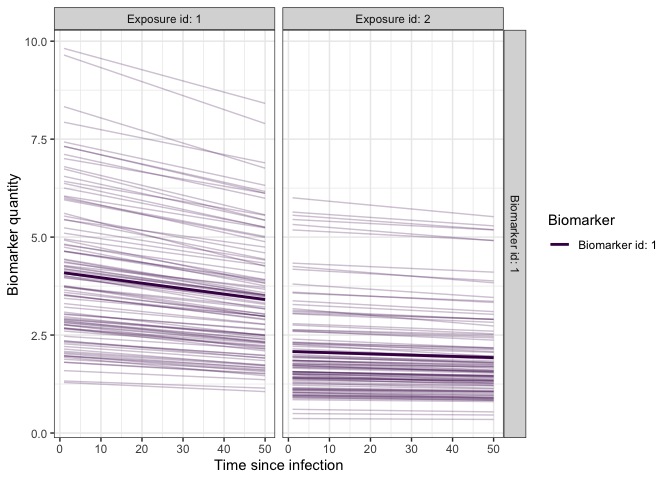 Exposure id: 1
Exposure id: 2
Biomarker quantity
10.0
7.5
5.0
2.5
0.0
Biomarker id: 1
Biomarker
Biomarker id: 1
0 10 20 30 40 50
0 10 20 30 40 50
Time since infection